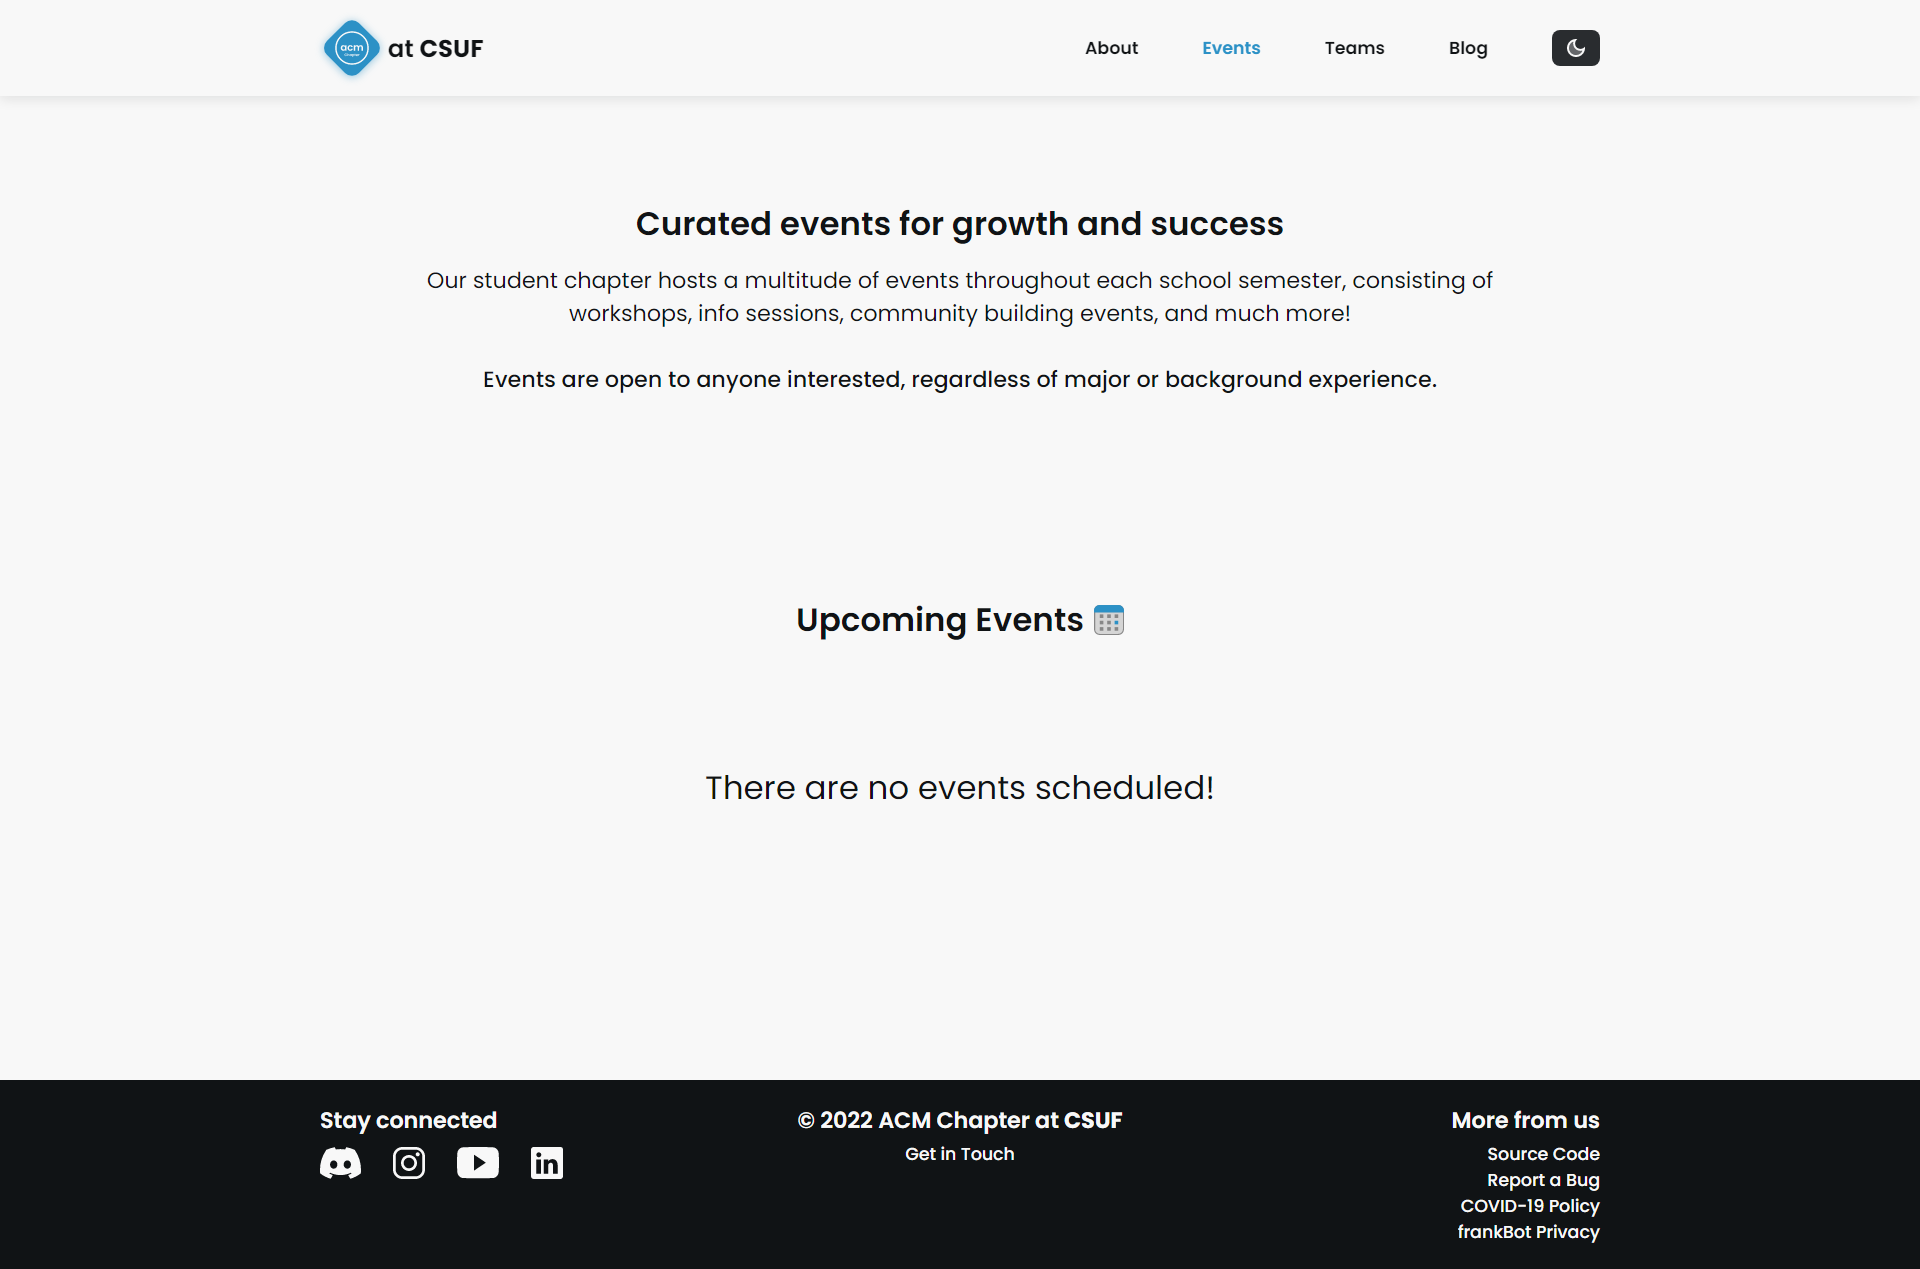 acm
Chapter
at CSUF
About
Events
Teams
Blog
Curated events for growth and success
Our student chapter hosts a multitude of events throughout each school semester, consisting of
workshops, info sessions, community building events, and much more!
Events are open to anyone interested, regardless of major or background experience.
Upcoming Events
There are no events scheduled!
Stay connected
© 2022 ACM Chapter at CSUF
Get in Touch
More from us
Source Code
Report a Bug
COVID-19 Policy
frankBot Privacy